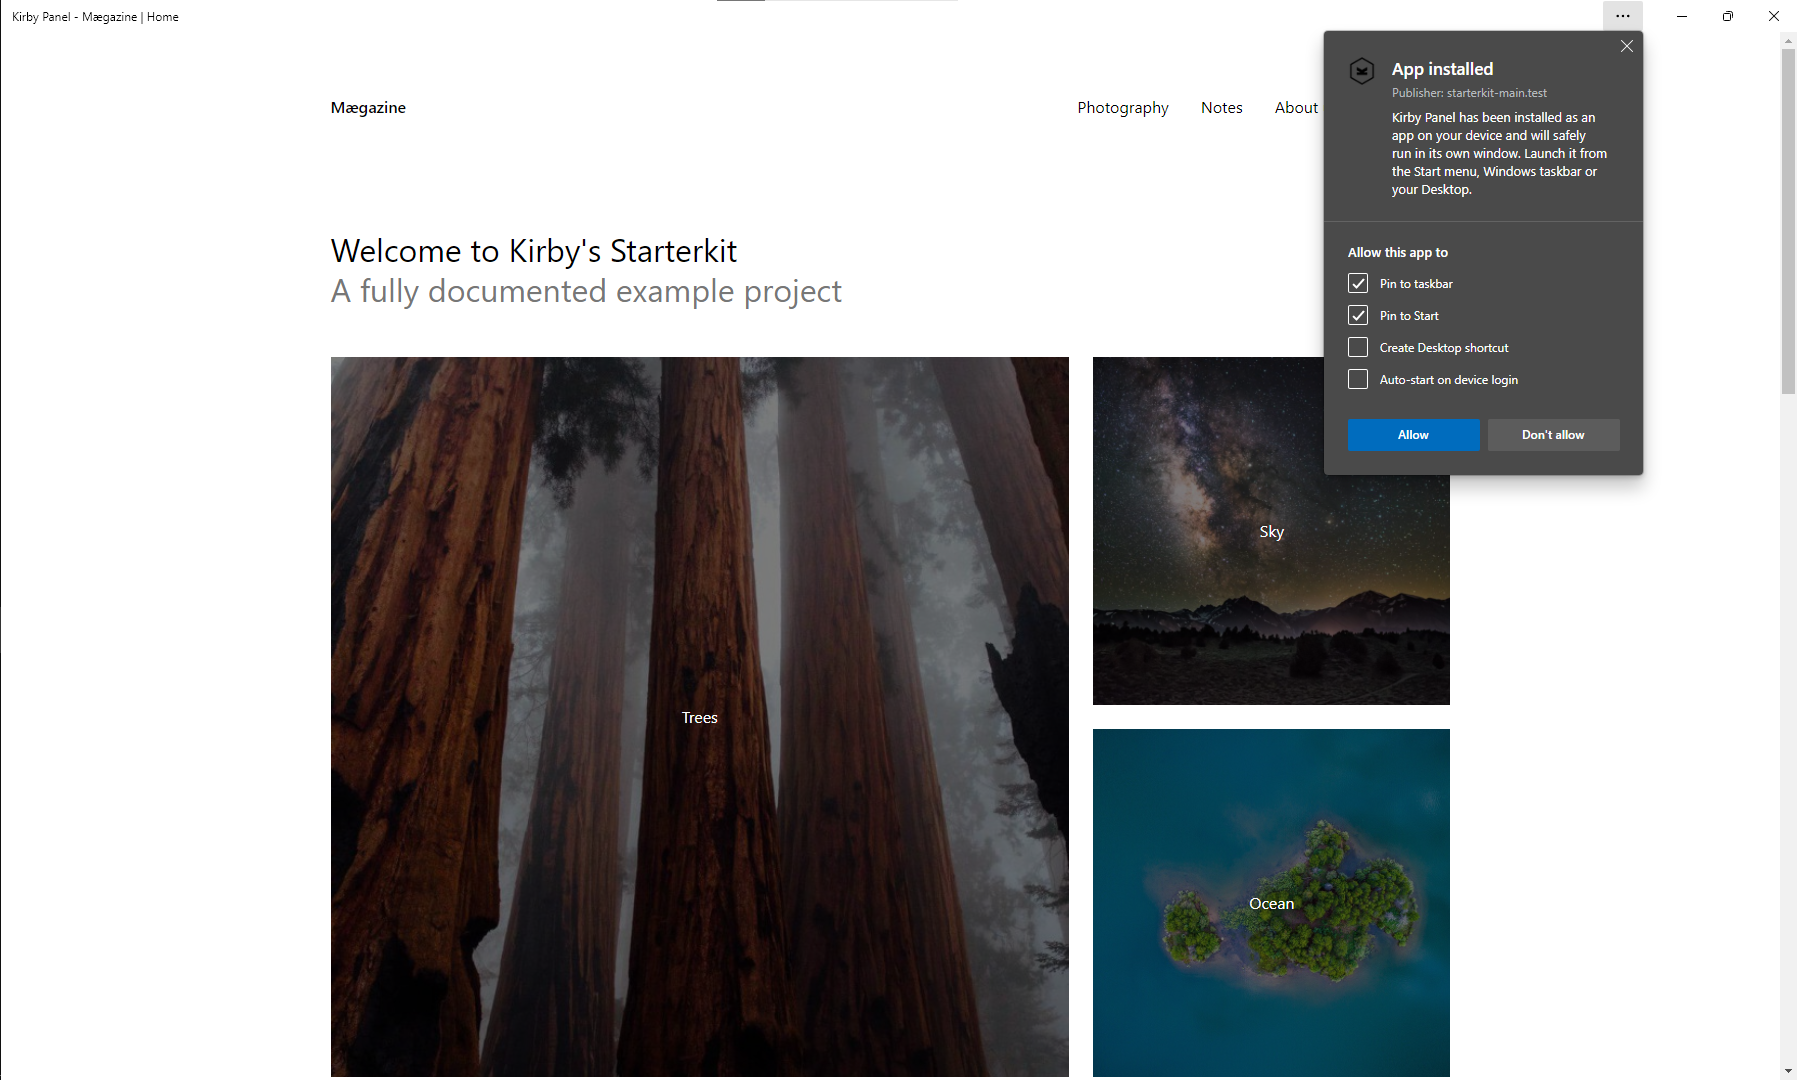 Kirby Panel - Mægazine | Home
Mægazine
Photography Notes About
Welcome to Kirby's Starterkit
A fully documented example project
Trees
Sky
Ocean
App installed
Publisher: starterkit-main.test
Kirby Panel has been installed as an
app on your device and will safely
run in its own window. Launch it from
the Start menu, Windows taskbar or
your Desktop.
Allow this app to
Pin to taskbar
Pin to Start
Create Desktop shortcut
Auto-start on device login
Allow Don't allow